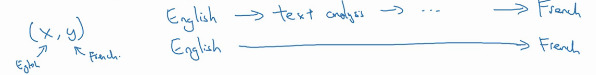 English → text analysis → ... → French
(x, y)
English → French
English French.